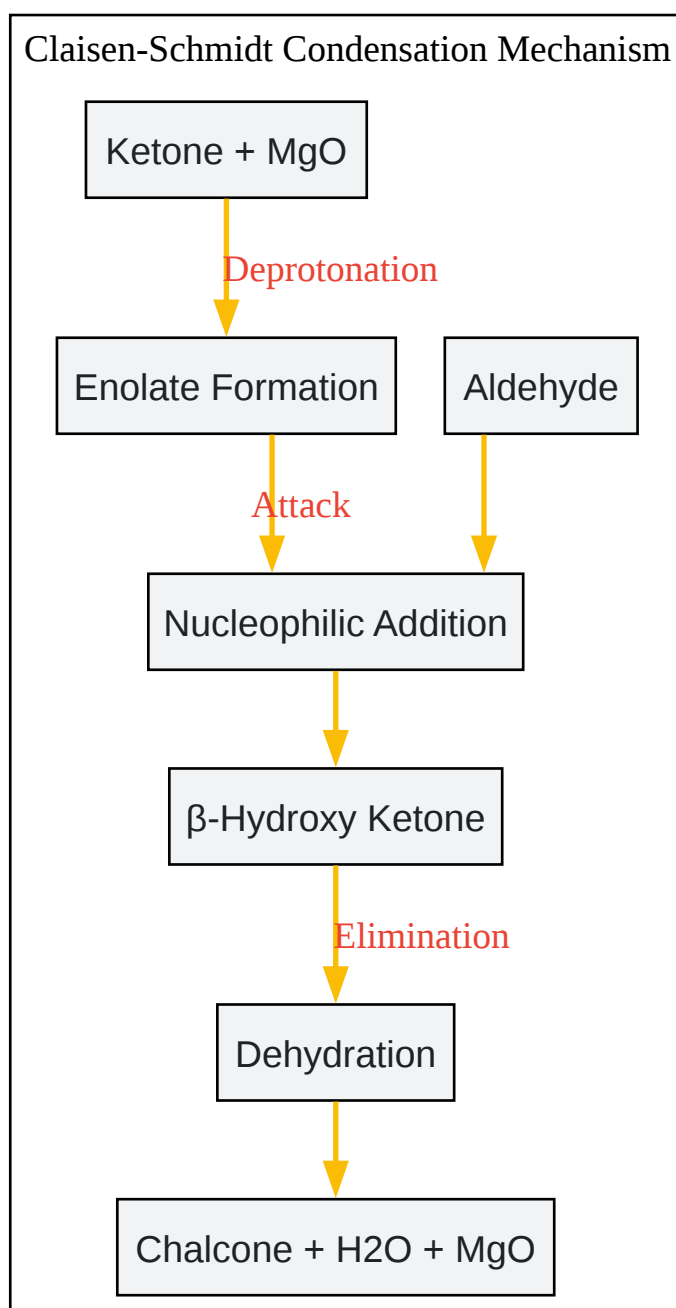 Claisen-Schmidt Condensation Mechanism
Ketone + MgO
Deprotonation
Enolate Formation
Aldehyde
Attack
Nucleophilic Addition
β-Hydroxy Ketone
Elimination
Dehydration
Chalcone + H2O + MgO